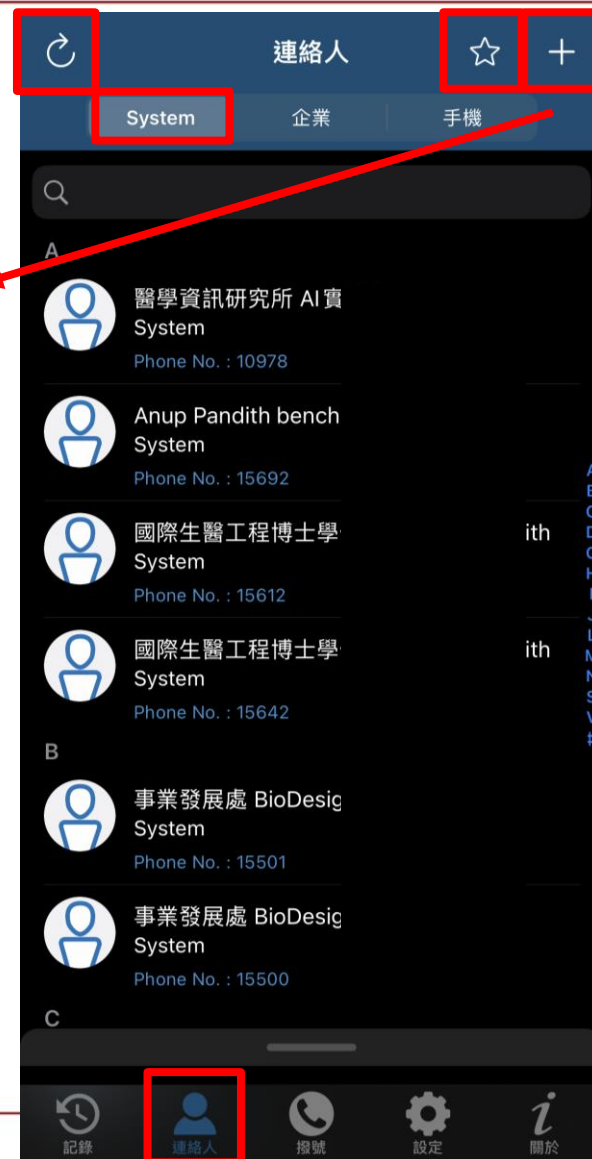 連絡人
System 企業 手機
A
醫學資訊研究所 AI實
System
Phone No. : 10978
Anup Pandith bench
System
Phone No. : 15692
國際生醫工程博士學 ith
System
Phone No. : 15612
國際生醫工程博士學 ith
System
Phone No. : 15642
B
事業發展處 BioDesig
System
Phone No. : 15501
事業發展處 BioDesig
System
Phone No. : 15500
C
記錄 連絡人 撥號 設定 關於